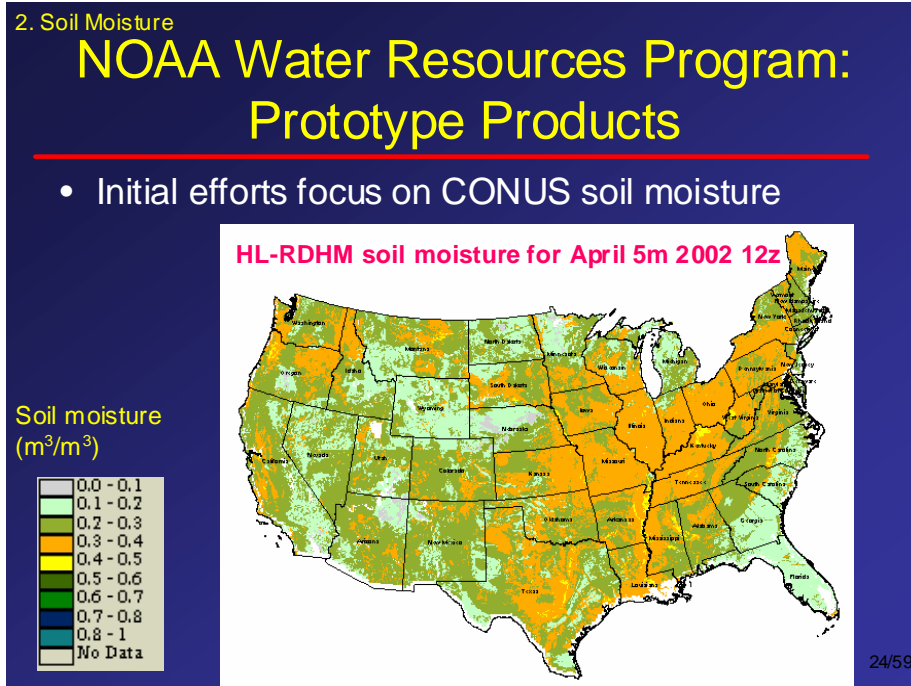 2. Soil Moisture
NOAA Water Resources Program:
Prototype Products
• Initial efforts focus on CONUS soil moisture
HL-RDHM soil moisture for April 5m 2002 12z
Soil moisture
(m³/m³)
0.0 - 0.1
0.1 - 0.2
0.2 - 0.3
0.3 - 0.4
0.4 - 0.5
0.5 - 0.6
0.6 - 0.7
0.7 - 0.8
0.8 - 1
No Data
Washington
Montana
North Dakota
Minnesota
Wisconsin
Michigan
Vermont
New York
Oregon
Idaho
Wyoming
South Dakota
Iowa
Nebraska
Illinois
Indiana
Ohio
Pennsylvania
West Virginia
Virginia
California
Nevada
Utah
Colorado
Kansas
Missouri
Kentucky
Tennessee
North Carolina
South Carolina
Arizona
New Mexico
Oklahoma
Arkansas
Mississippi
Alabama
Georgia
Texas
Louisiana
Florida
24/59